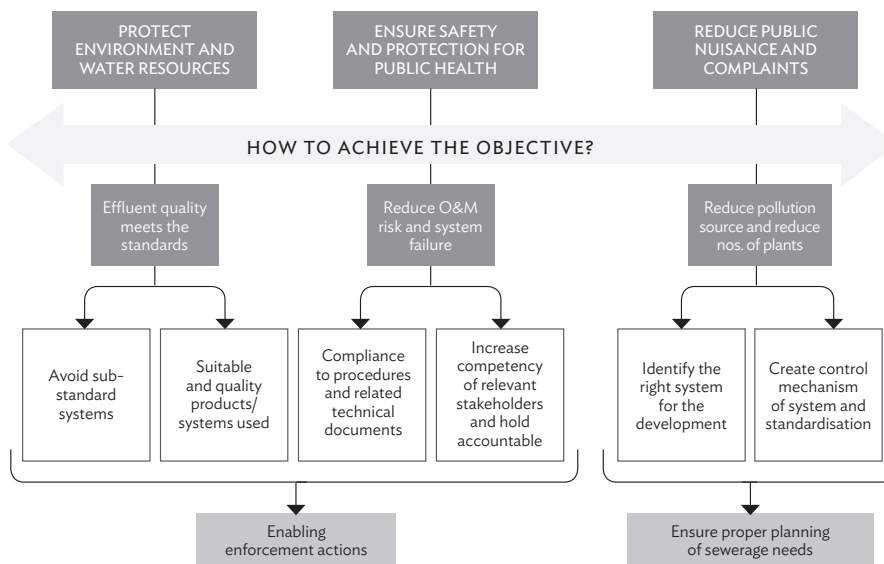 PROTECT
ENVIRONMENT AND
WATER RESOURCES
ENSURE SAFETY
AND PROTECTION FOR
PUBLIC HEALTH
REDUCE PUBLIC
NUISANCE AND
COMPLAINTS
HOW TO ACHIEVE THE OBJECTIVE?
Effluent quality
meets the
standards
Reduce O&M
risk and system
failure
Reduce pollution
source and reduce
nos. of plants
Avoid sub-
standard
systems
Suitable
and quality
products/
systems used
Compliance
to procedures
and related
technical
documents
Increase
competency
of relevant
stakeholders
and hold
accountable
Identify the
right system
for the
development
Create control
mechanism
of system and
standardisation
Enabling
enforcement actions
Ensure proper planning
of sewerage needs